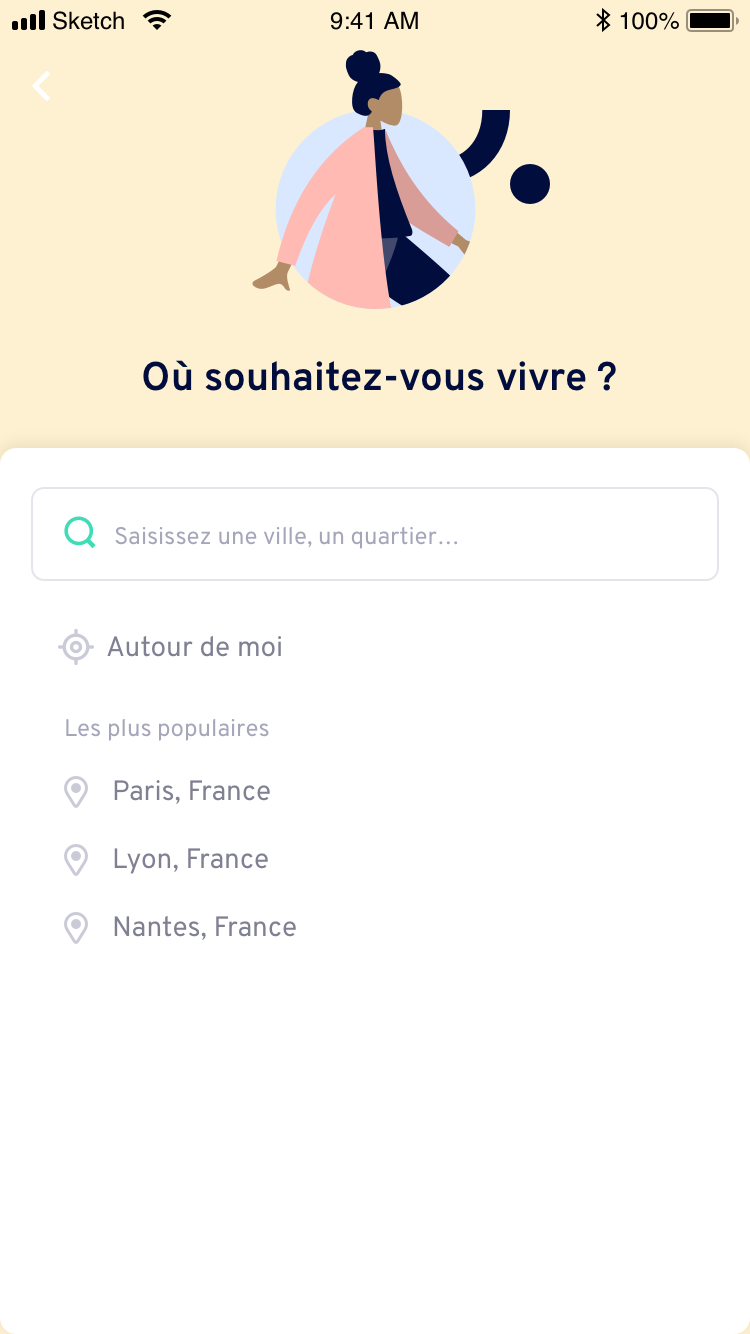 Sketch 9:41 AM 100%
Où souhaitez-vous vivre ?
Saisissez une ville, un quartier…
Autour de moi
Les plus populaires
Paris, France
Lyon, France
Nantes, France